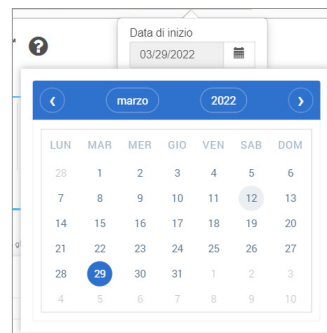 Data di inizio
?
03/29/2022
marzo 2022
LUN MAR MER GIO VEN SAB DOM
28 1 2 3 4 5 6
7 8 9 10 11 12 13
14 15 16 17 18 19 20
21 22 23 24 25 26 27
28 29 30 31 1 2 3
4 5 6 7 8 9 10